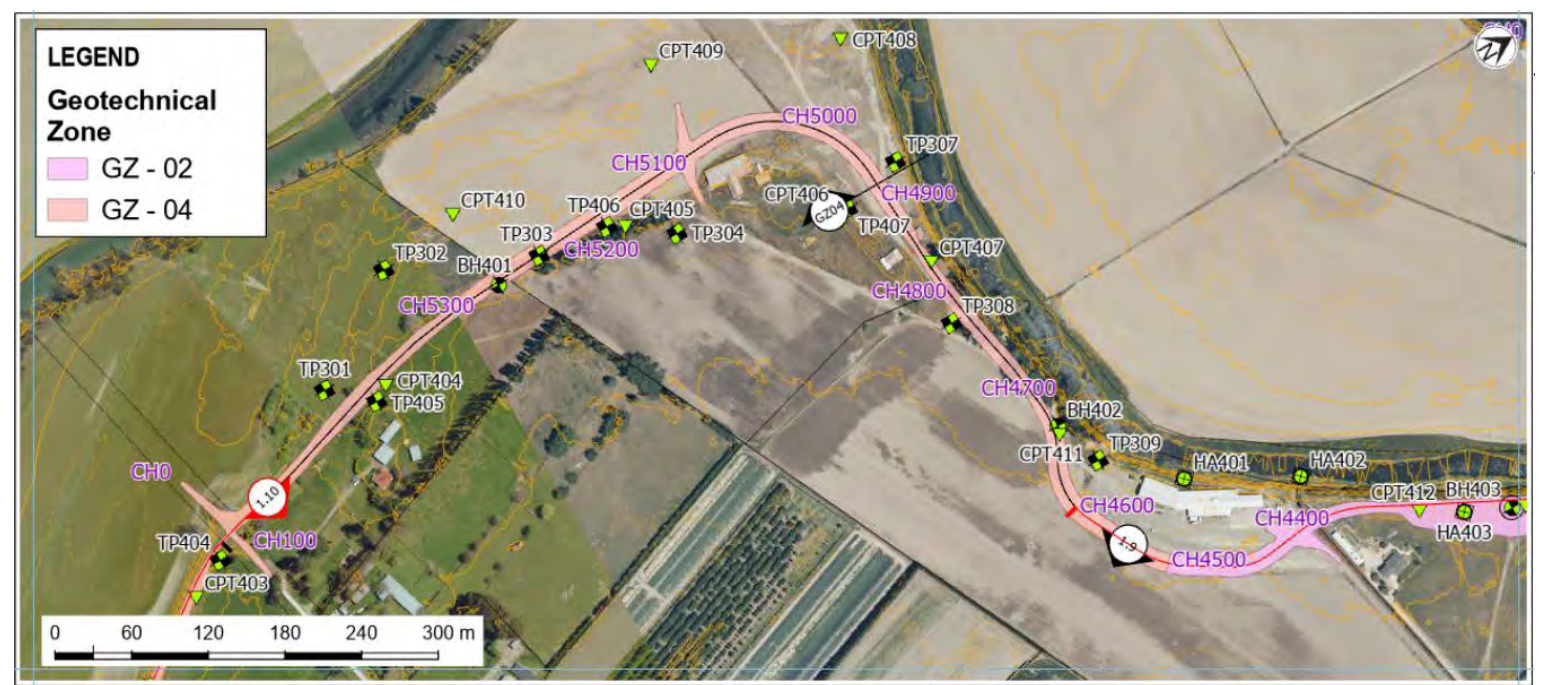 LEGEND
Geotechnical
Zone
GZ - 02
GZ - 04
CPT408
CPT409
CH5000
TP307
CH5100
CH4900
CPT406
GZ04
TP407
CPT410
TP406
CPT405
TP304
TP303
CH5200
CPT407
TP302
BH401
CH4800
CH5300
TP308
TP301
CPT404
TP405
CH4700
BH402
CPT411
TP309
HA401
HA402
CH0
1.10
CPT412
BH403
CH4600
CH4400
HA403
TP404
CH100
1.9
CH4500
CPT403
0 60 120 180 240 300 m